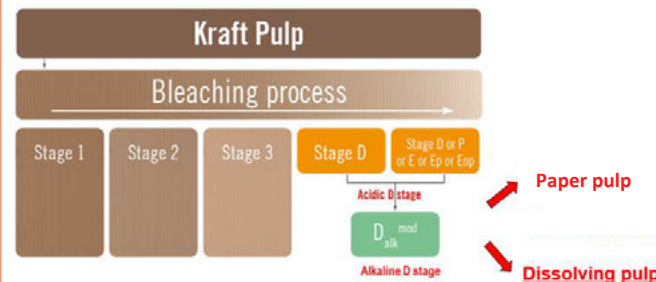 Kraft Pulp
Bleaching process
Stage 1
Stage 2
Stage 3
Stage D
Stage D or P
or E or Ep or Eop
Acidic D stage
Paper pulp
D alk mod
Alkaline D stage
Dissolving pulp